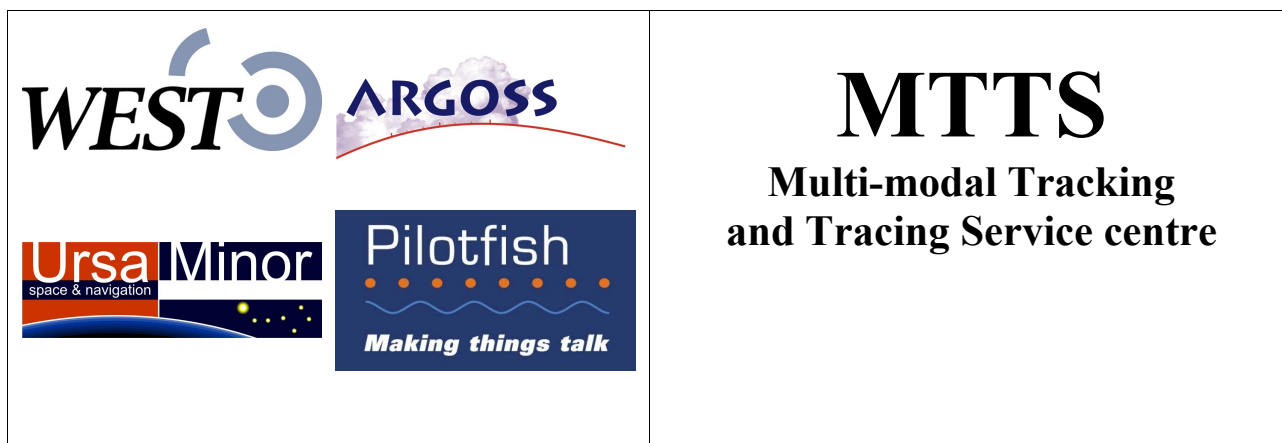 WEST
ARGOSS
Ursa Minor
space & navigation
Pilotfish
Making things talk
MTTS
Multi-modal Tracking
and Tracing Service centre